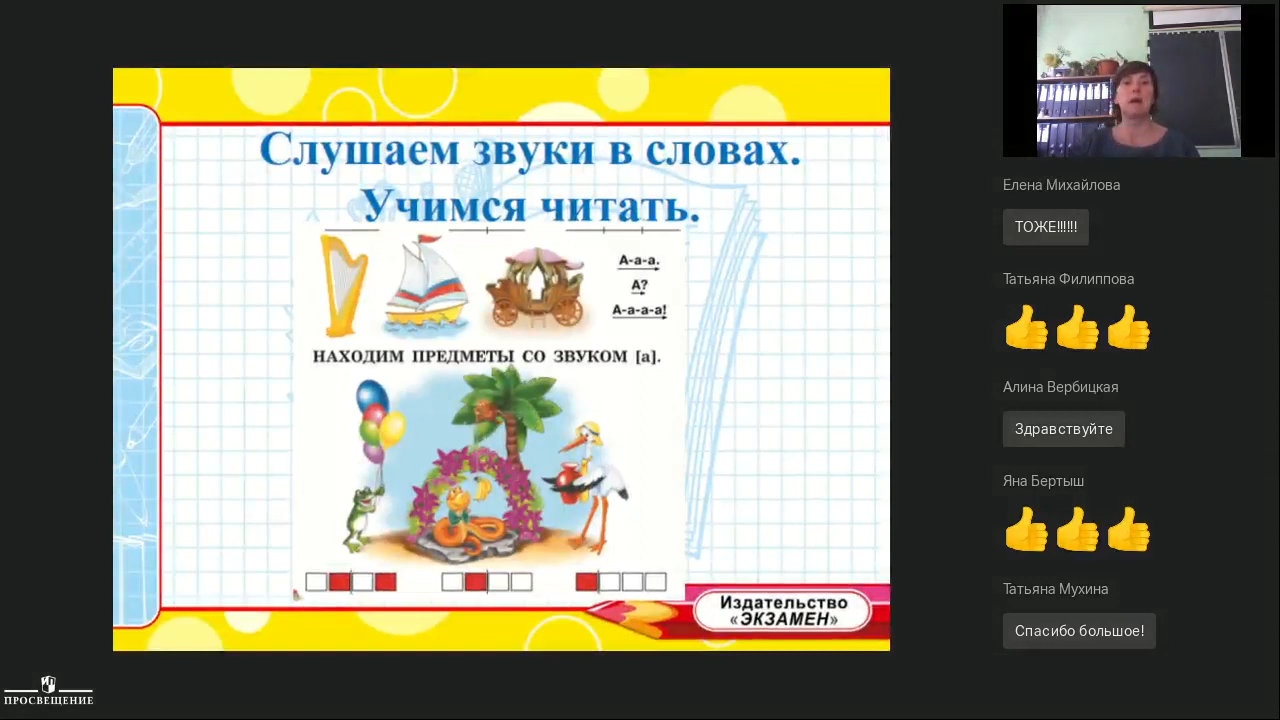 Слушаем звуки в словах.
Учимся читать.
А-а-а.
А?
А-а-а-а!
НАХОДИМ ПРЕДМЕТЫ СО ЗВУКОМ [а].
Издательство
«ЭКЗАМЕН»
ПРОСВЕЩЕНИЕ
Елена Михайлова
ТОЖЕ!!!!!!
Татьяна Филиппова
Алина Вербицкая
Здравствуйте
Яна Бертыш
Татьяна Мухина
Спасибо большое!